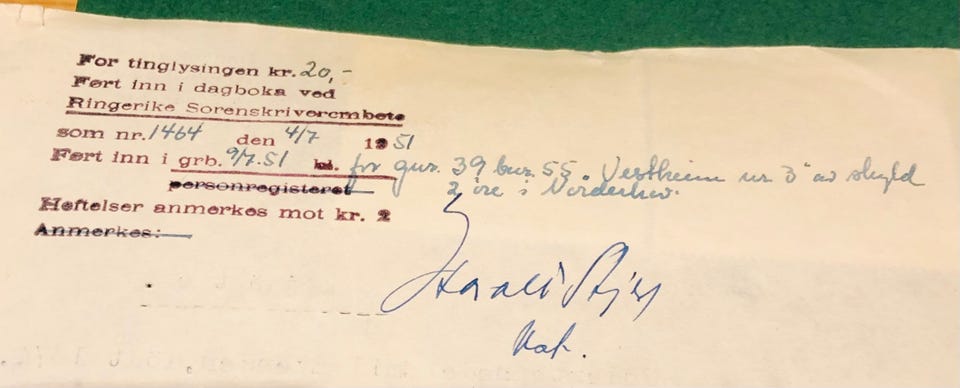 For tinglysingen kr. 20,-
Ført inn i dagboka ved
Ringerike Sorenskriverembete
som nr. 1464 den 4/7 1951
Ført inn i grb. 9/7.51 bl. for gnr. 39 bnr. 55. Vestheim nr. 3" av skyld
personregisteret 2 øre i Norderhov.
Heftelser anmerkes mot kr. 2
Anmerkes:
Harald